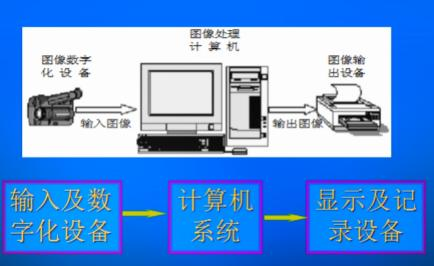 图像数字
化 设 备
图像处理
计 算 机
图像输
出设备
输入图像
输出图像
输入及数
字化设备
计算机
系统
显示及记
录设备